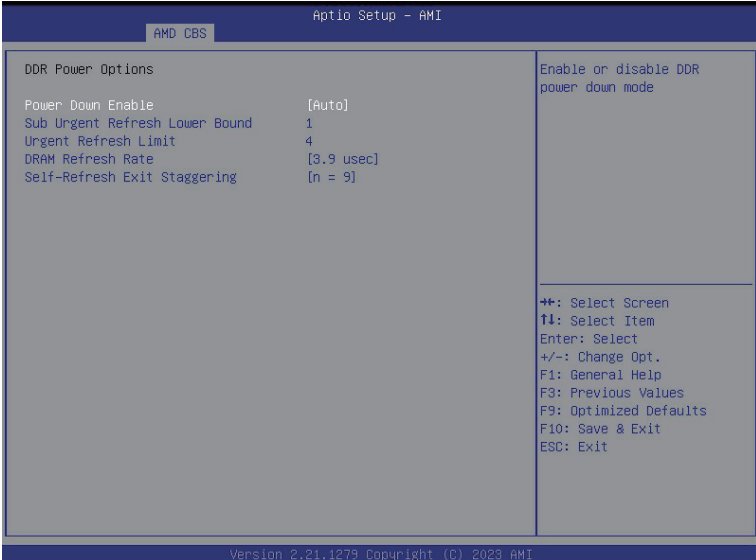 Aptio Setup - AMI
AMD CBS
DDR Power Options
Power Down Enable [Auto]
Sub Urgent Refresh Lower Bound 1
Urgent Refresh Limit 4
DRAM Refresh Rate [3.9 usec]
Self-Refresh Exit Staggering [n = 9]
Enable or disable DDR
power down mode
→←: Select Screen
↑↓: Select Item
Enter: Select
+/-: Change Opt.
F1: General Help
F3: Previous Values
F9: Optimized Defaults
F10: Save & Exit
ESC: Exit
Version 2.21.1279 Copyright (C) 2023 AMI